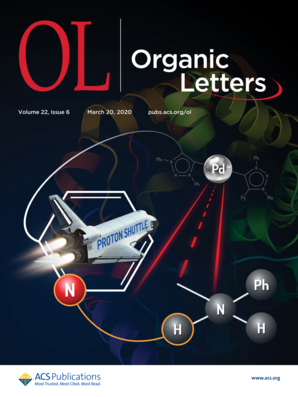 OL
Organic
Letters
Volume 22, Issue 6 March 20, 2020 pubs.acs.org/ol
Pd
PROTON SHUTTLE
N
Ph
N
H
H
ACS Publications
Most Trusted. Most Cited. Most Read.
www.acs.org